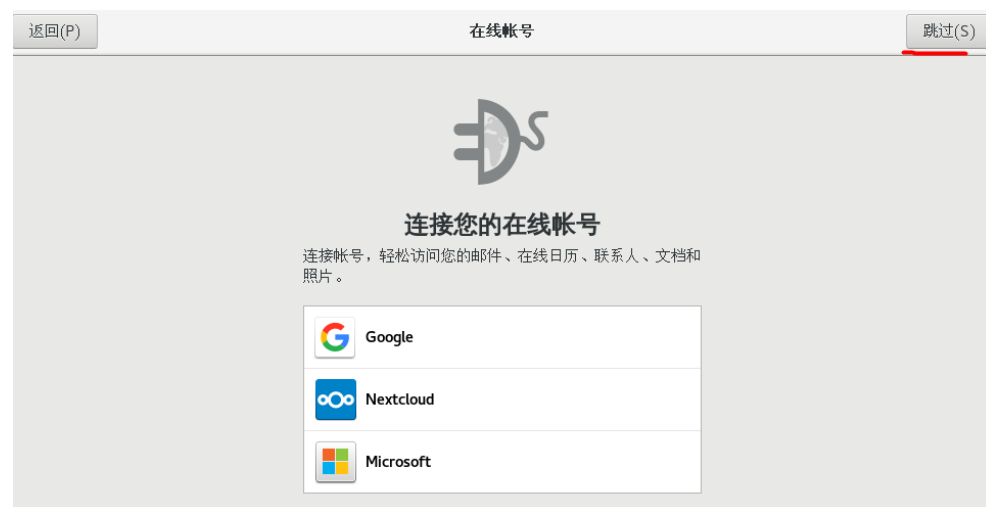 返回(P)
在线帐号
跳过(S)
连接您的在线帐号
连接帐号，轻松访问您的邮件、在线日历、联系人、文档和
照片。
Google
Nextcloud
Microsoft